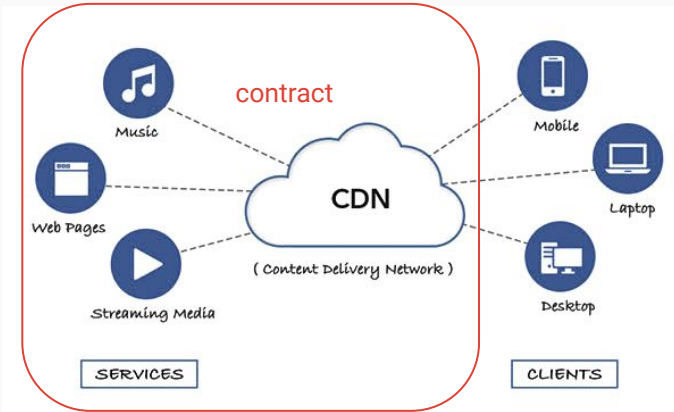 contract
Music
Mobile
CDN
Web Pages
Laptop
( Content Delivery Network )
Streaming Media
Desktop
SERVICES
CLIENTS